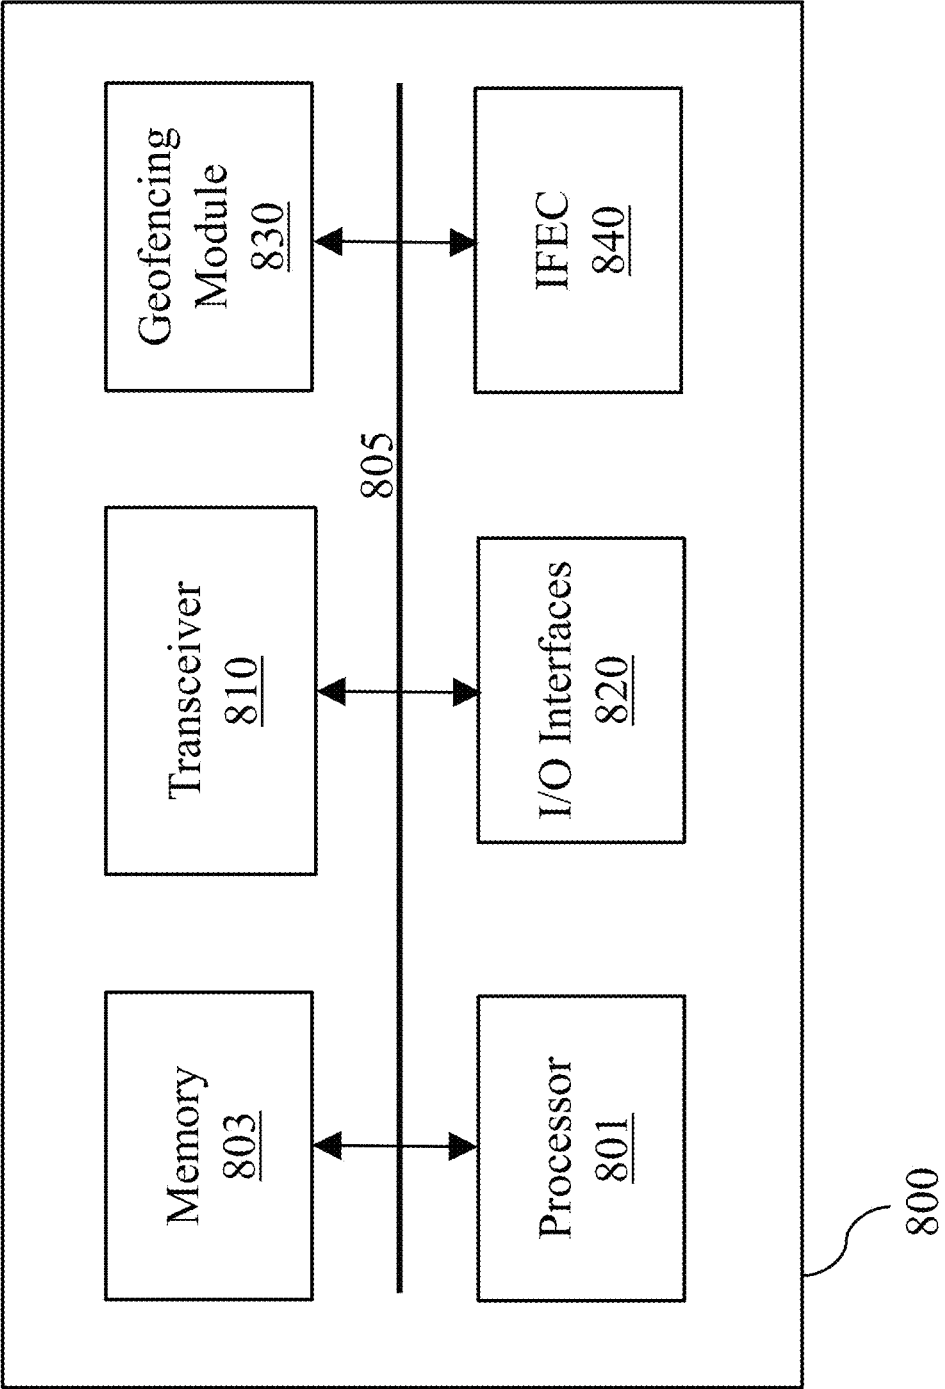 Memory
803
Transceiver
810
Geofencing
Module
830
805
Processor
801
I/O Interfaces
820
IFEC
840
800